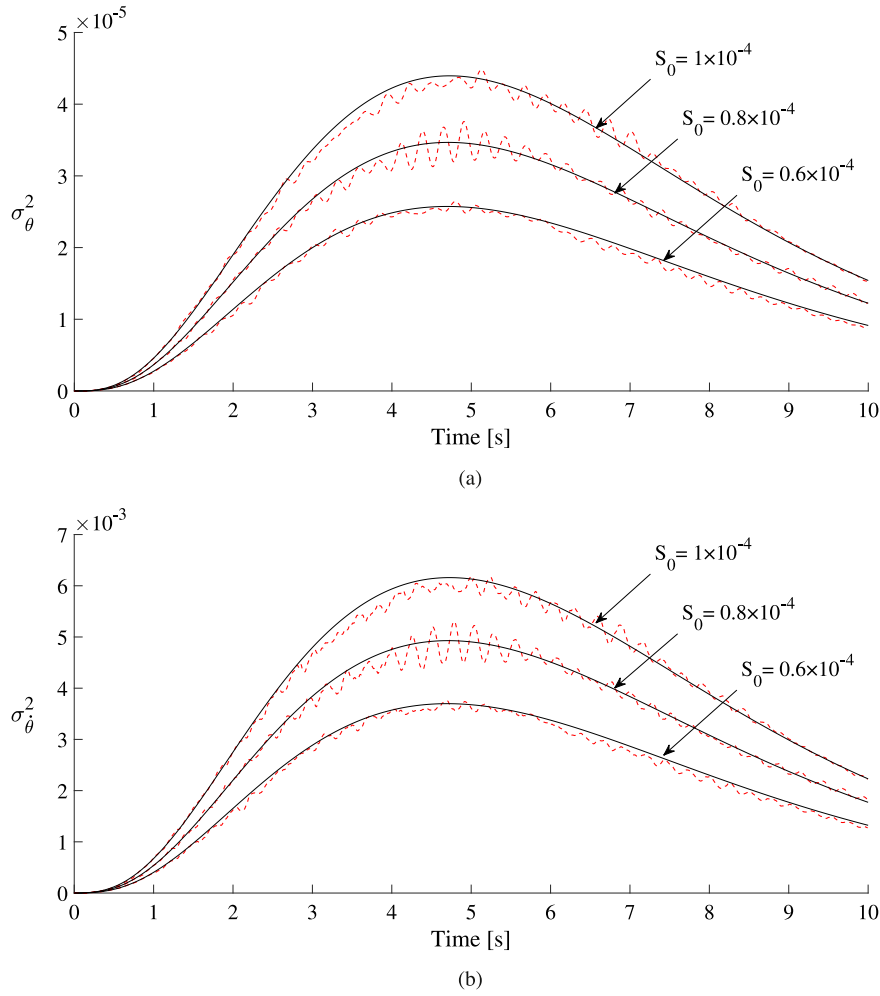 ×10⁻⁵
5
S₀= 1×10⁻⁴
4
S₀= 0.8×10⁻⁴
3
S₀= 0.6×10⁻⁴
σ²_θ
2
1
0
0 1 2 3 4 5 6 7 8 9 10
Time [s]
(a)
×10⁻³
7
S₀= 1×10⁻⁴
6
S₀= 0.8×10⁻⁴
5
S₀= 0.6×10⁻⁴
4
σ²_θ̇
3
2
1
0
0 1 2 3 4 5 6 7 8 9 10
Time [s]
(b)